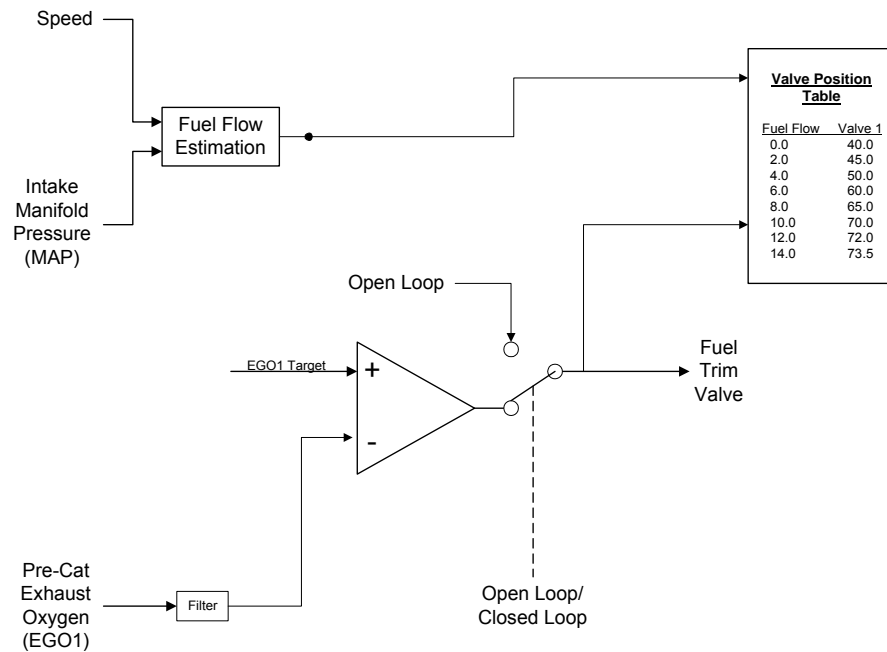 Speed
Fuel Flow
Estimation
Intake
Manifold
Pressure
(MAP)
Valve Position
Table
Fuel Flow Valve 1
0.0 40.0
2.0 45.0
4.0 50.0
6.0 60.0
8.0 65.0
10.0 70.0
12.0 72.0
14.0 73.5
Open Loop
EGO1 Target
+
-
Fuel
Trim
Valve
Pre-Cat
Exhaust
Oxygen
(EGO1)
Filter
Open Loop/
Closed Loop